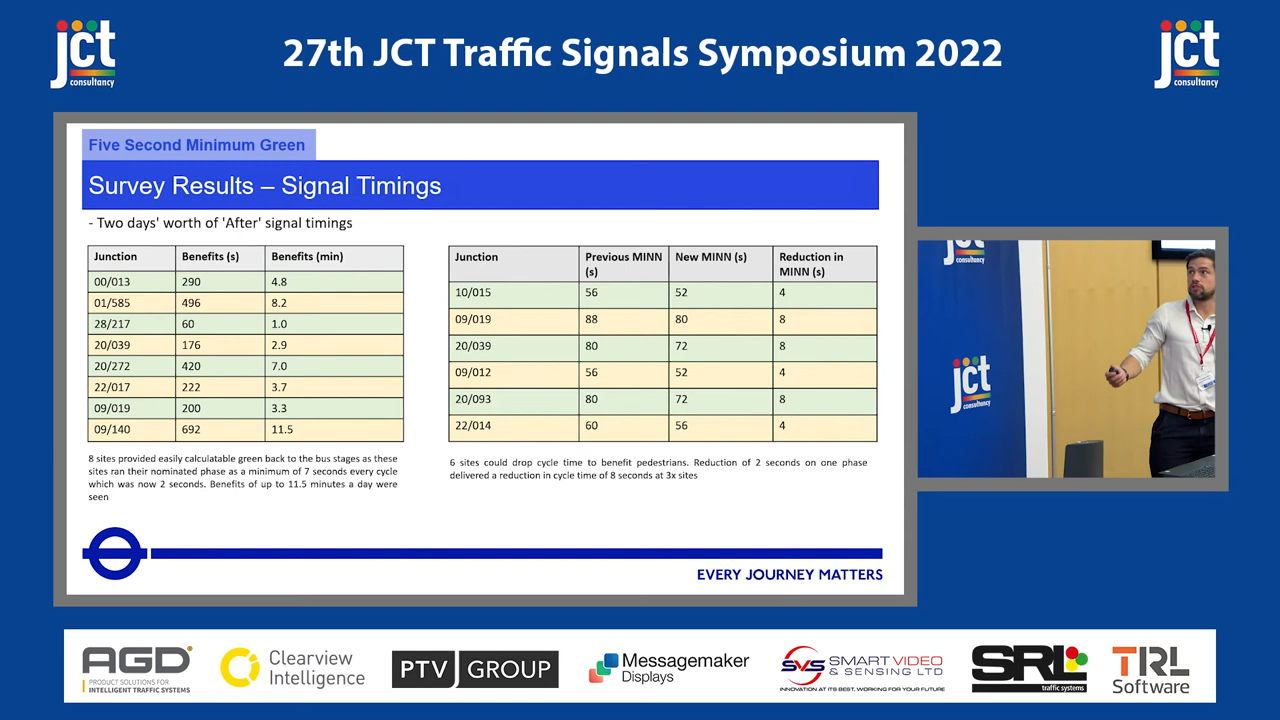 jct
consultancy
27th JCT Traffic Signals Symposium 2022
jct
consultancy
Five Second Minimum Green
Survey Results – Signal Timings
- Two days' worth of 'After' signal timings
Junction Benefits (s) Benefits (min)
00/013 290 4.8
01/585 496 8.2
28/217 60 1.0
20/039 176 2.9
20/272 420 7.0
22/017 222 3.7
09/019 200 3.3
09/140 692 11.5
8 sites provided easily calculatable green back to the bus stages as these
sites ran their nominated phase as a minimum of 7 seconds every cycle
which was now 2 seconds. Benefits of up to 11.5 minutes a day were
seen
Junction Previous MINN (s) New MINN (s) Reduction in MINN (s)
10/015 56 52 4
09/019 88 80 8
20/039 80 72 8
09/012 56 52 4
20/093 80 72 8
22/014 60 56 4
6 sites could drop cycle time to benefit pedestrians. Reduction of 2 seconds on one phase
delivered a reduction in cycle time of 8 seconds at 3x sites
EVERY JOURNEY MATTERS
jct
consultancy
jct
consultancy
AGD
PRODUCT SOLUTIONS FOR
INTELLIGENT TRAFFIC SYSTEMS
Clearview
Intelligence
PTV GROUP
Messagemaker
Displays
SVS SMART VIDEO
& SENSING LTD
INNOVATION AT ITS BEST, WORKING FOR YOUR FUTURE
SRL
traffic systems
TRL
Software